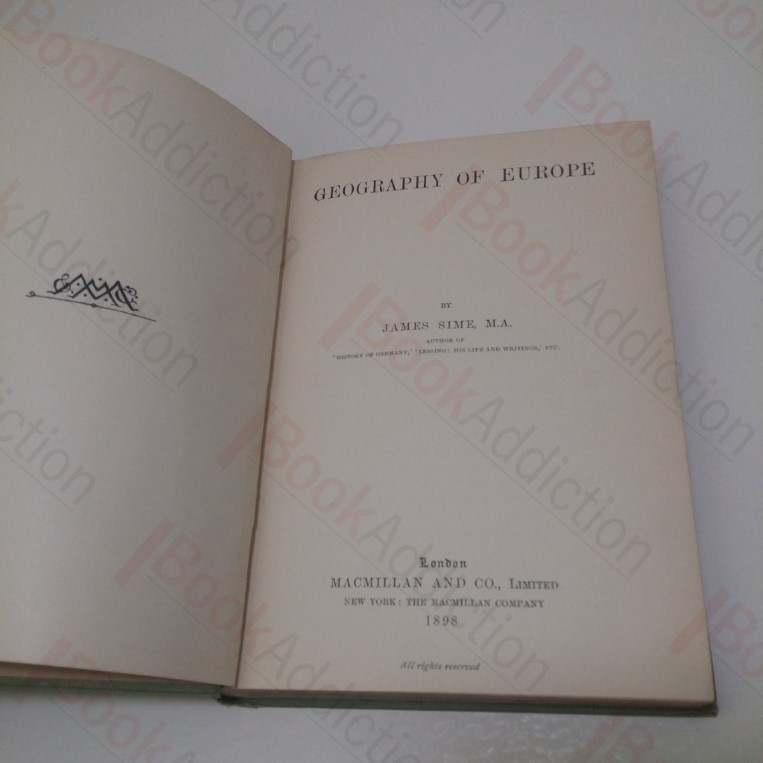 GEOGRAPHY OF EUROPE
BY
JAMES SIME, M.A.
AUTHOR OF
'HISTORY OF GERMANY,' 'LESSING: HIS LIFE AND WRITINGS,' ETC.
London
MACMILLAN AND CO., LIMITED
NEW YORK: THE MACMILLAN COMPANY
1898
All rights reserved
BookAddiction